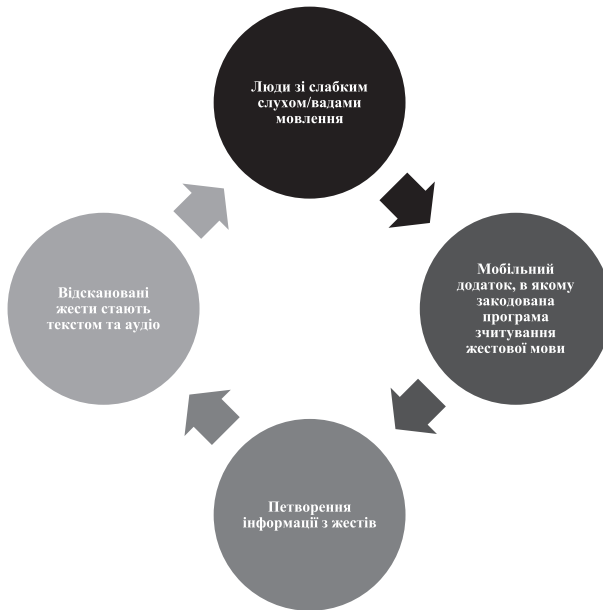 Люди зі слабким
слухом/вадами
мовлення
Мобільний
додаток, в якому
закодована
програма
зчитування
жестової мови
Петворення
інформації з жестів
Відскановані
жести стають
текстом та аудіо